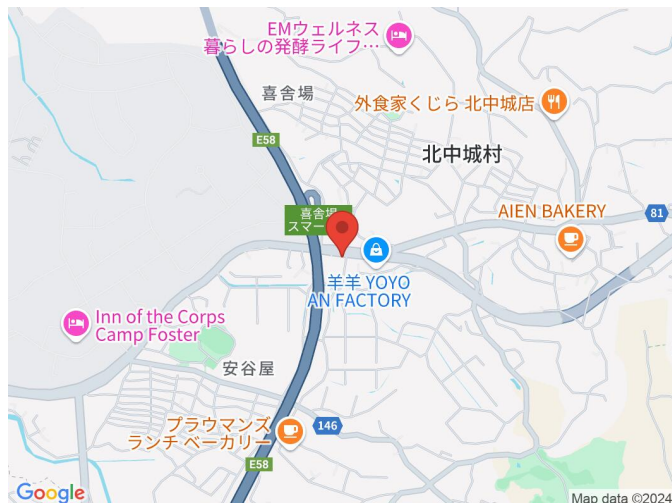 EMウェルネス
暮らしの発酵ライフ…
喜舎場
外食家くじら 北中城店
E58
北中城村
喜舎場
スマー
AIEN BAKERY
81
羊羊 YOYO
AN FACTORY
Inn of the Corps
Camp Foster
安谷屋
プラウマンズ
ランチ ベーカリー
146
E58
Google
Map data ©2024